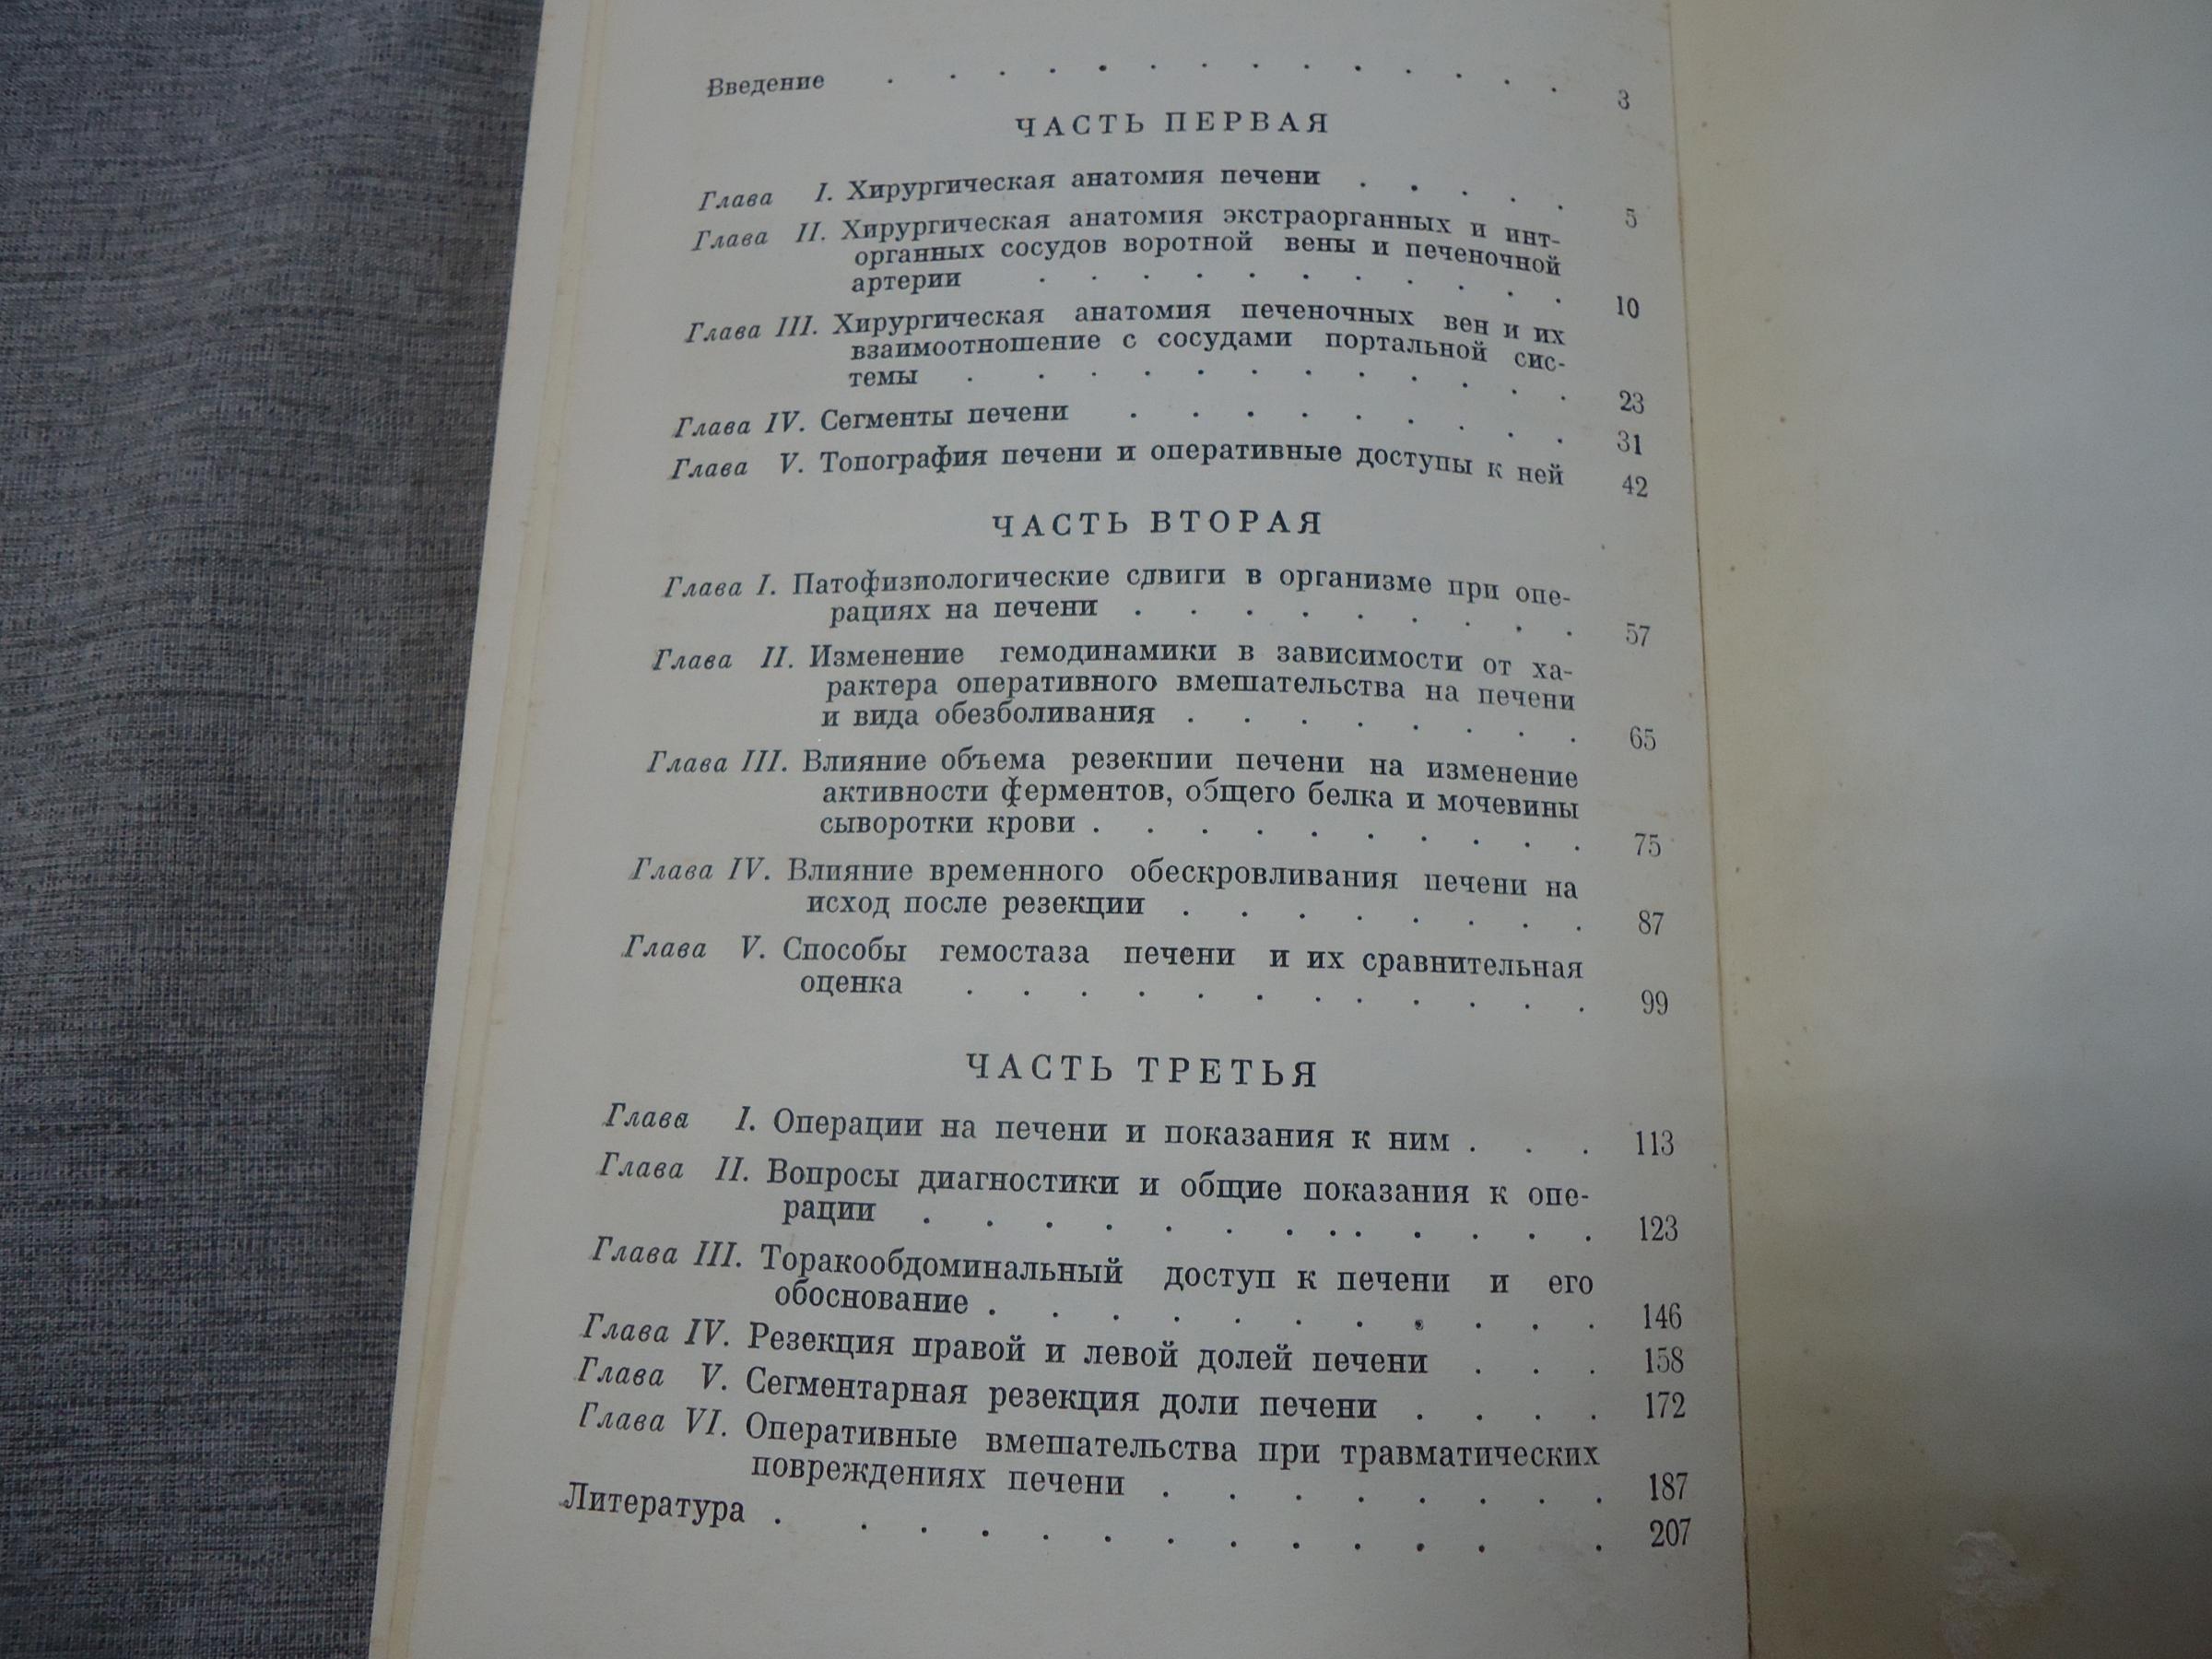 Введение . . . . . . . . . . . . . . 3
ЧАСТЬ ПЕРВАЯ
Глава I. Хирургическая анатомия печени . . . . . 5
Глава II. Хирургическая анатомия экстраорганных и инт-
органных сосудов воротной вены и печеночной
артерии . . . . . . . . . . . 10
Глава III. Хирургическая анатомия печеночных вен и их
взаимоотношение с сосудами портальной сис-
темы . . . . . . . . . . . . 23
Глава IV. Сегменты печени . . . . . . . . . 31
Глава V. Топография печени и оперативные доступы к ней 42
ЧАСТЬ ВТОРАЯ
Глава I. Патофизиологические сдвиги в организме при опе-
рациях на печени . . . . . . . . . 57
Глава II. Изменение гемодинамики в зависимости от ха-
рактера оперативного вмешательства на печени
и вида обезболивания . . . . . . . . 65
Глава III. Влияние объема резекции печени на изменение
активности ферментов, общего белка и мочевины
сыворотки крови . . . . . . . . . . 75
Глава IV. Влияние временного обескровливания печени на
исход после резекции . . . . . . . . 87
Глава V. Способы гемостаза печени и их сравнительная
оценка . . . . . . . . . . . . 99
ЧАСТЬ ТРЕТЬЯ
Глава I. Операции на печени и показания к ним . . . 113
Глава II. Вопросы диагностики и общие показания к опе-
рации . . . . . . . . . . . . . 123
Глава III. Торакообдоминальный доступ к печени и его
обоснование . . . . . . . . . . . 146
Глава IV. Резекция правой и левой долей печени . . . 158
Глава V. Сегментарная резекция доли печени . . . . 172
Глава VI. Оперативные вмешательства при травматических
повреждениях печени . . . . . . . . 187
Литература . . . . . . . . . . . . . . 207